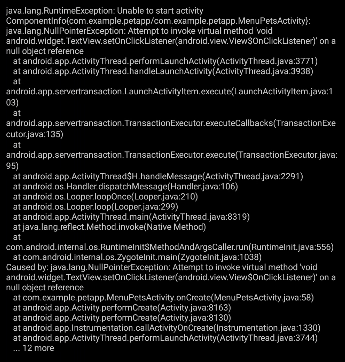 java.lang.RuntimeException: Unable to start activity
ComponentInfo{com.example.petapp/com.example.petapp.MenuPetsActivity}:
java.lang.NullPointerException: Attempt to invoke virtual method 'void
android.widget.TextView.setOnClickListener(android.view.View$OnClickListener)' on a
null object reference
at android.app.ActivityThread.performLaunchActivity(ActivityThread.java:3771)
at android.app.ActivityThread.handleLaunchActivity(ActivityThread.java:3938)
at
android.app.servertransaction.LaunchActivityItem.execute(LaunchActivityItem.java:1
03)
at
android.app.servertransaction.TransactionExecutor.executeCallbacks(TransactionExe
cutor.java:135)
at
android.app.servertransaction.TransactionExecutor.execute(TransactionExecutor.java:
95)
at android.app.ActivityThread$H.handleMessage(ActivityThread.java:2291)
at android.os.Handler.dispatchMessage(Handler.java:106)
at android.os.Looper.loopOnce(Looper.java:210)
at android.os.Looper.loop(Looper.java:299)
at android.app.ActivityThread.main(ActivityThread.java:8319)
at java.lang.reflect.Method.invoke(Native Method)
at
com.android.internal.os.RuntimeInit$MethodAndArgsCaller.run(RuntimeInit.java:556)
at com.android.internal.os.ZygoteInit.main(ZygoteInit.java:1038)
Caused by: java.lang.NullPointerException: Attempt to invoke virtual method 'void
android.widget.TextView.setOnClickListener(android.view.View$OnClickListener)' on a
null object reference
at com.example.petapp.MenuPetsActivity.onCreate(MenuPetsActivity.java:58)
at android.app.Activity.performCreate(Activity.java:8163)
at android.app.Activity.performCreate(Activity.java:8130)
at android.app.Instrumentation.callActivityOnCreate(Instrumentation.java:1330)
at android.app.ActivityThread.performLaunchActivity(ActivityThread.java:3744)
... 12 more